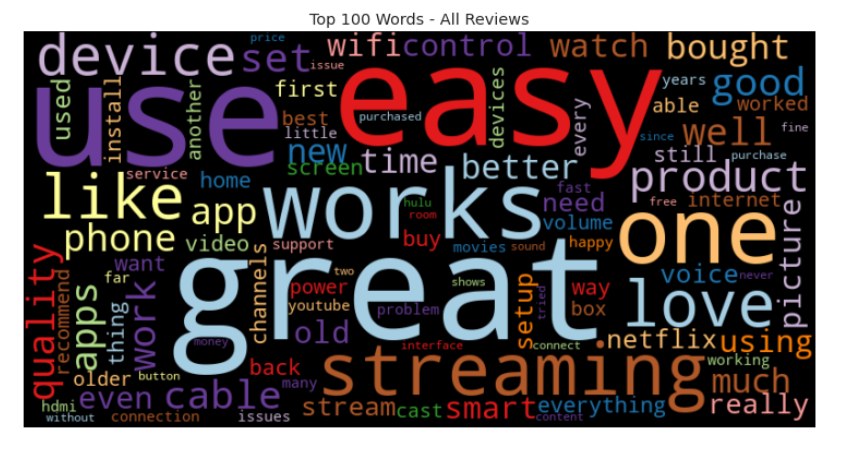 Top 100 Words - All Reviews
price
device
set
wifi
control
watch
bought
issue
use
easy
years
good
used
install
another
first
best
purchased
little
devices
every
able
worked
well
since
fine
new
screen
time
better
still
purchase
service
home
like
app
works
hulu
room
need
fast
product
free
internet
phone
video
support
buy
volume
movies
sound
happy
one
picture
quality
recommend
far
want
channels
great
two
shows
power
youtube
way
box
voice
never
love
apps
thing
work
old
problem
tried
setup
netflix
using
money
interface
connect
older
button
back
many
streaming
working
much
hdmi
even
cable
stream
cast
smart
everything
really
without
connection
issues
content